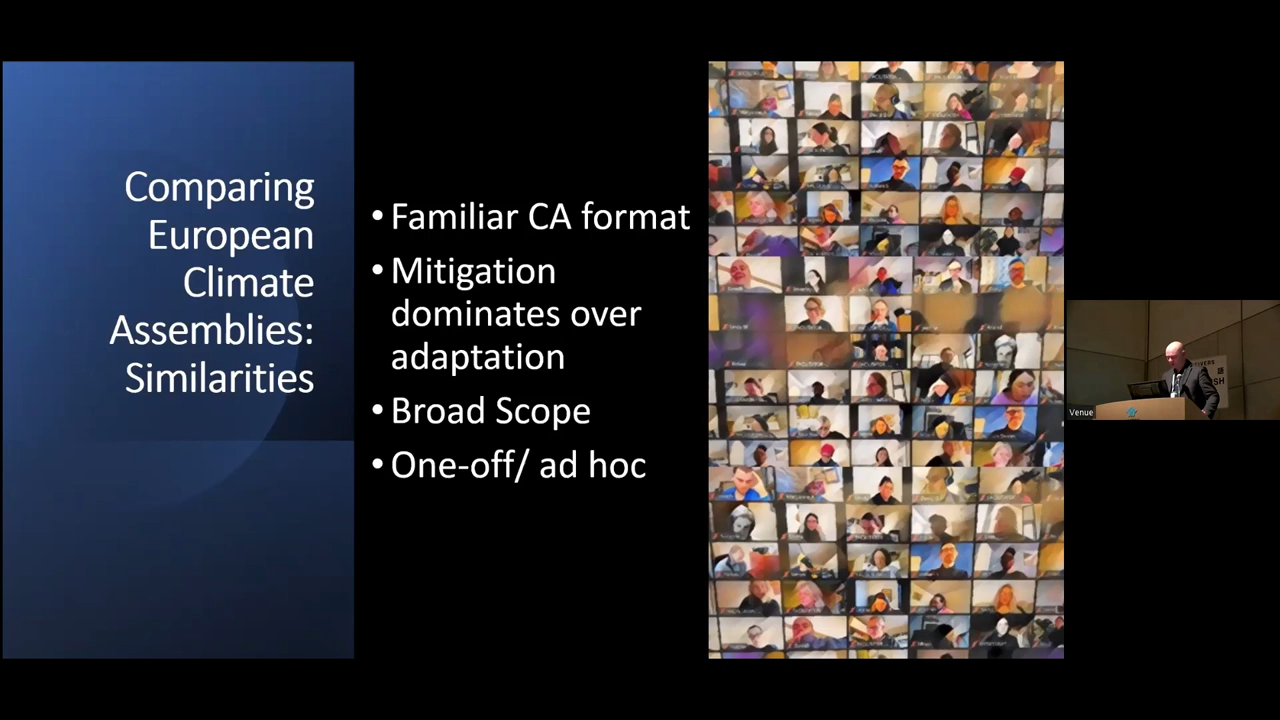 Comparing
European
Climate
Assemblies:
Similarities
• Familiar CA format
• Mitigation
dominates over
adaptation
• Broad Scope
• One-off/ ad hoc
Venue